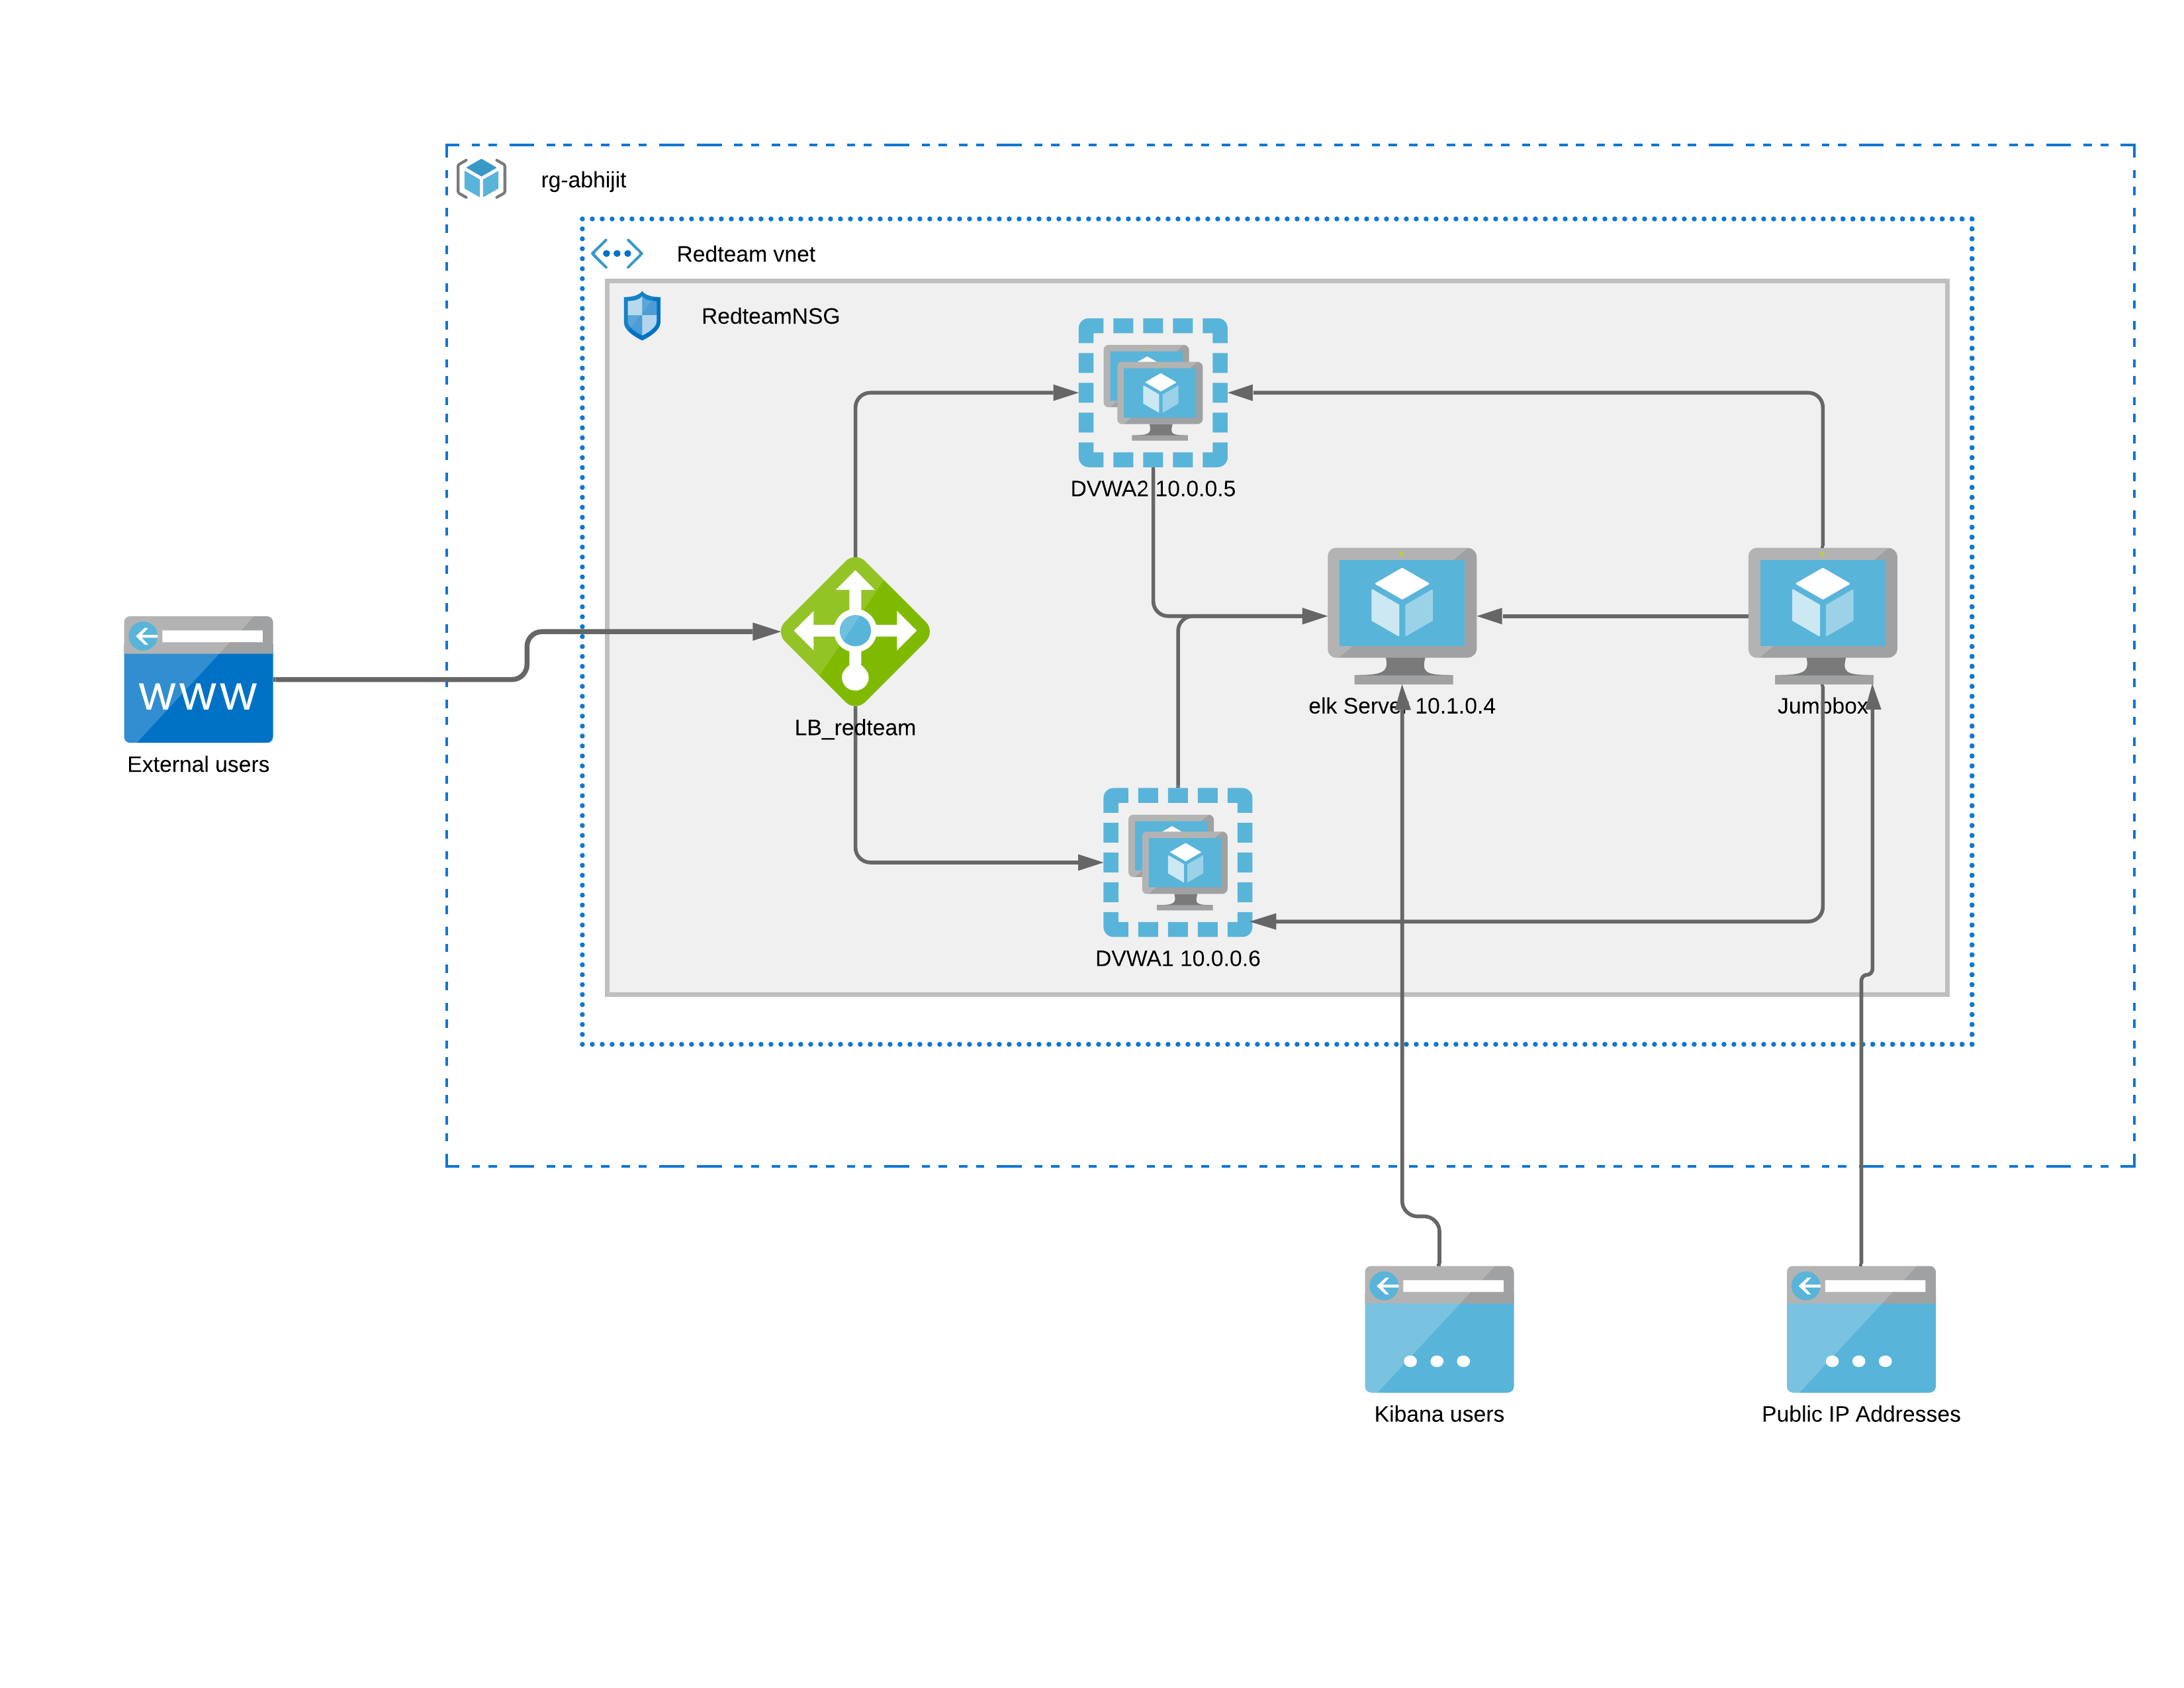 rg-abhijit
Redteam vnet
RedteamNSG
DVWA2 10.0.0.5
WWW
External users
LB_redteam
elk Server 10.1.0.4
Jumpbox
DVWA1 10.0.0.6
Kibana users
Public IP Addresses